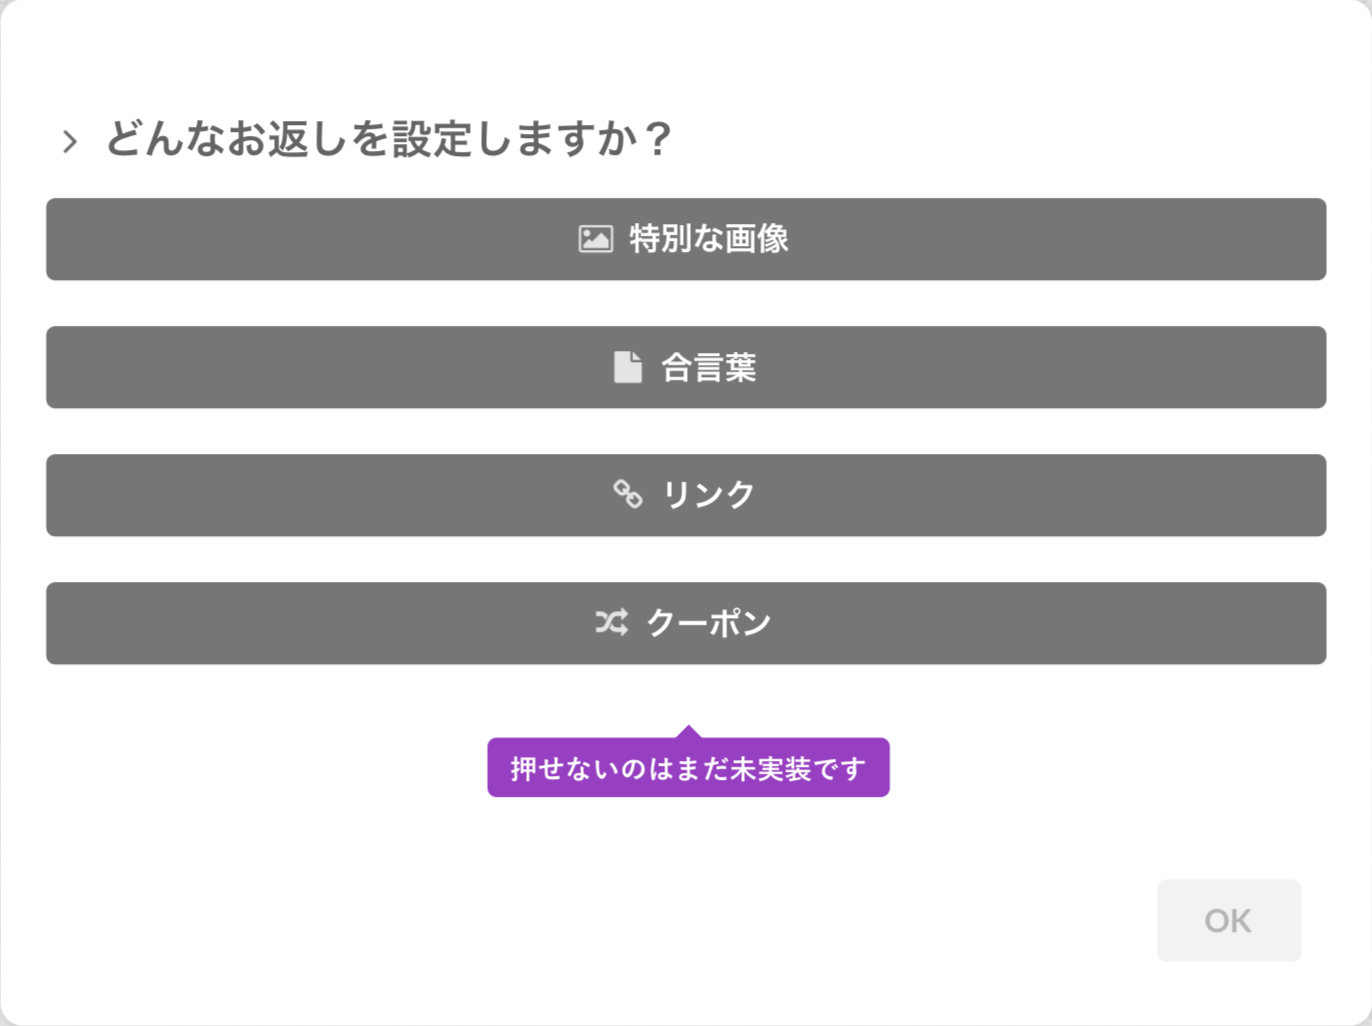 どんなお返しを設定しますか？
特別な画像
合言葉
リンク
クーポン
押せないのはまだ未実装です
OK